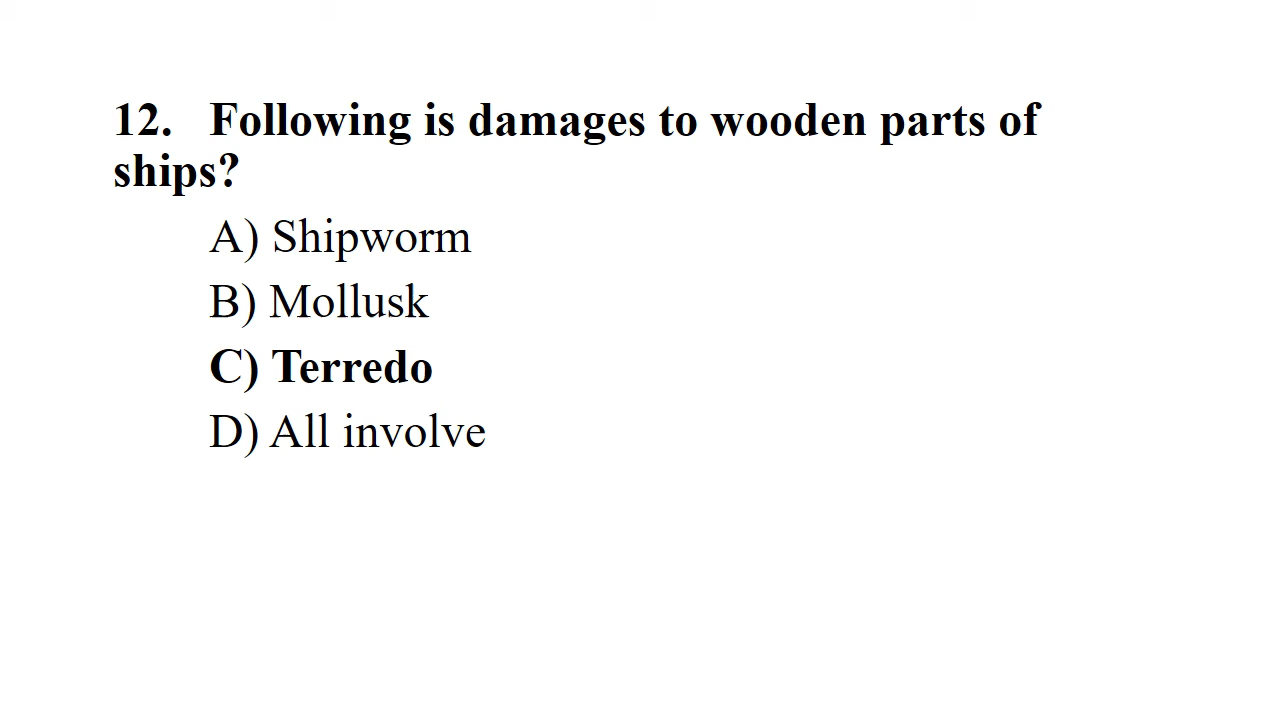 12. Following is damages to wooden parts of
ships?
A) Shipworm
B) Mollusk
C) Terredo
D) All involve